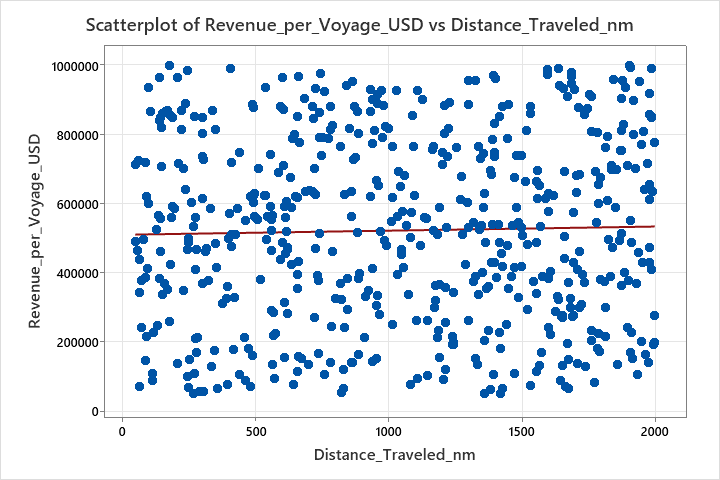 Scatterplot of Revenue_per_Voyage_USD vs Distance_Traveled_nm
Revenue_per_Voyage_USD
1000000
800000
600000
400000
200000
0
0 500 1000 1500 2000
Distance_Traveled_nm